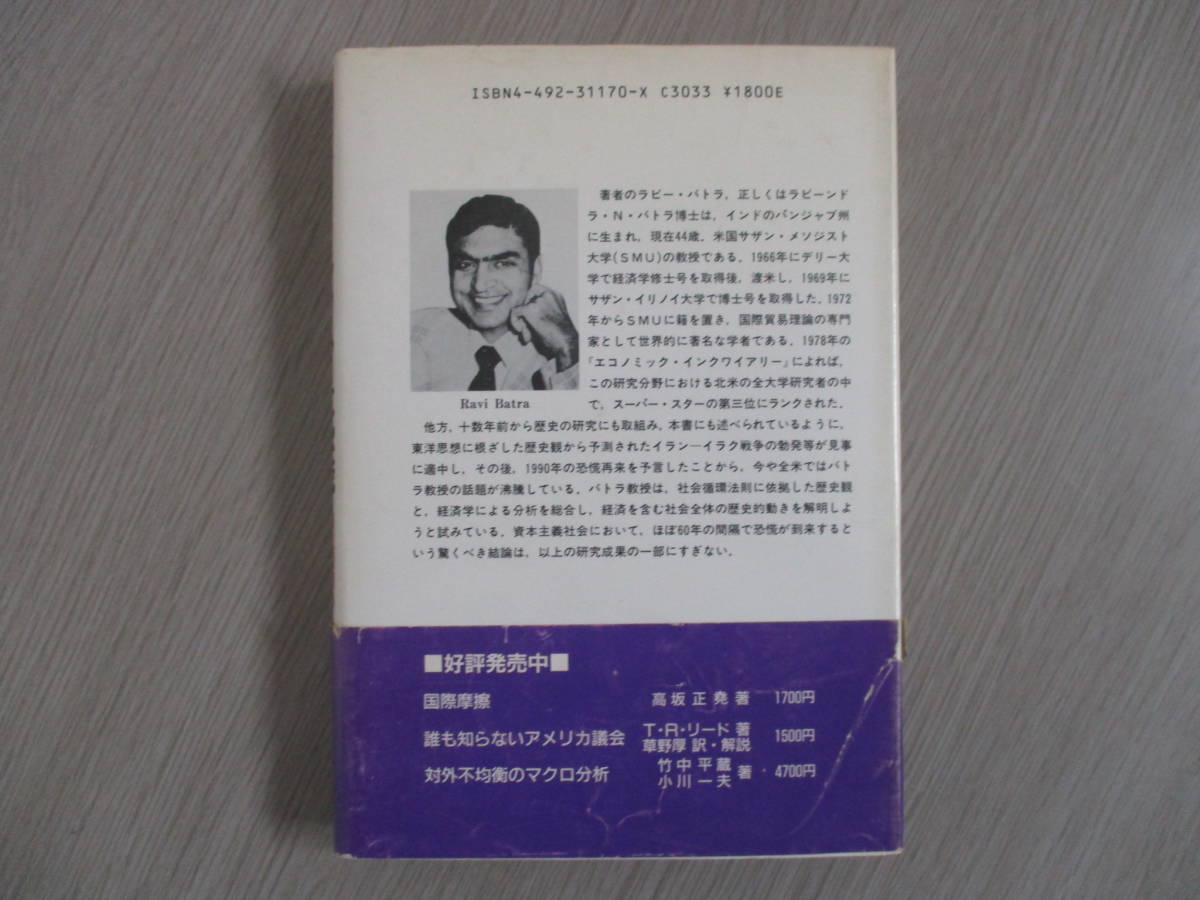 ISBN4-492-31170-X C3033 ¥1800E
著者のラビー・バトラ，正しくはラビーンド
ラ・N・バトラ博士は，インドのパンジャブ州
に生まれ，現在44歳．米国サザン・メソジスト
大学(SMU)の教授である．1966年にデリー大
学で経済学修士号を取得後，渡米し，1969年に
サザン・イリノイ大学で博士号を取得した．1972
年からSMUに籍を置き，国際貿易理論の専門
家として世界的に著名な学者である．1978年の
「エコノミック・インクワイアリー」によれば，
この研究分野における北米の全大学研究者の中
で，スーパー・スターの第三位にランクされた．
Ravi Batra
他方，十数年前から歴史の研究にも取組み，本書にも述べられているように，
東洋思想に根ざした歴史観から予測されたイラン―イラク戦争の勃発等が見事
に適中し，その後，1990年の恐慌再来を予言したことから，今や全米ではバト
ラ教授の話題が沸騰している．バトラ教授は，社会循環法則に依拠した歴史観
と，経済学による分析を総合し，経済を含む社会全体の歴史的動きを解明しよ
うと試みている．資本主義社会において，ほぼ60年の間隔で恐慌が到来すると
いう驚くべき結論は，以上の研究成果の一部にすぎない．
■好評発売中■
国際摩擦 高坂正堯 著 1700円
誰も知らないアメリカ議会 T・R・リード 著 草野厚 訳・解説 1500円
対外不均衡のマクロ分析 竹中平蔵 小川一夫 著 4700円